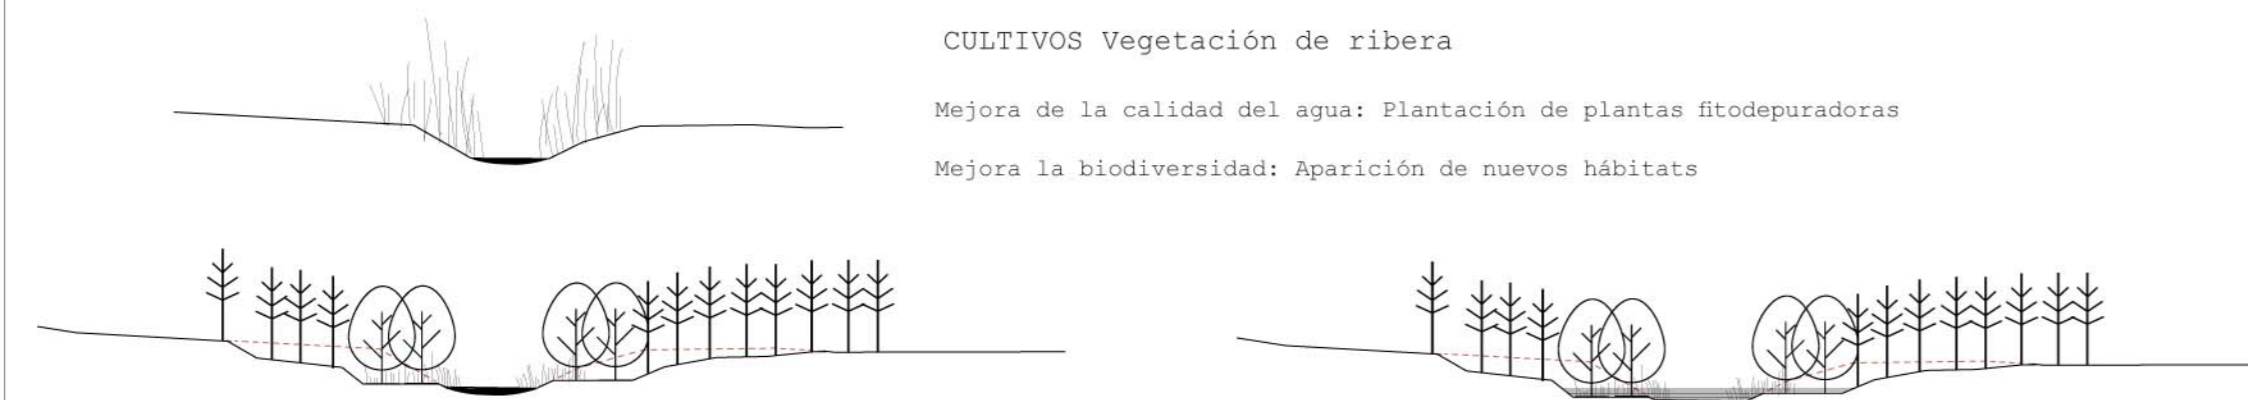 CULTIVOS Vegetación de ribera
Mejora de la calidad del agua: Plantación de plantas fitodepuradoras
Mejora la biodiversidad: Aparición de nuevos hábitats